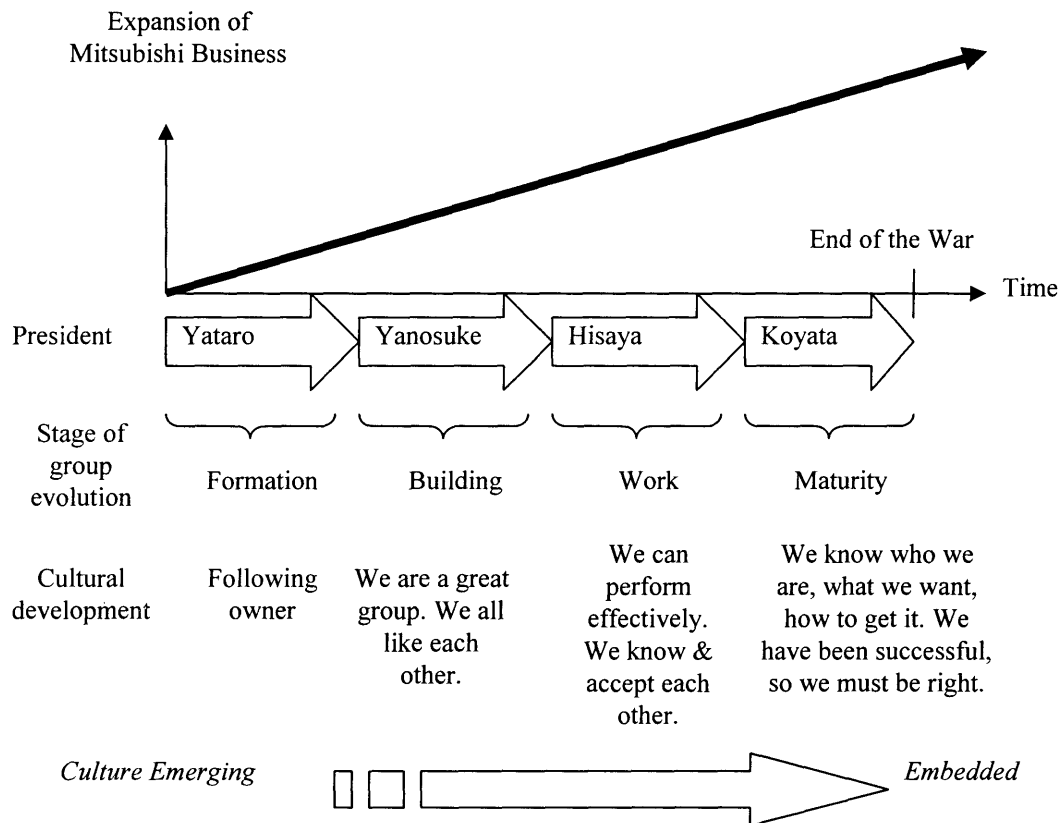 Expansion of
Mitsubishi Business
End of the War
Time
President
Yataro
Yanosuke
Hisaya
Koyata
Stage of
group
evolution
Formation
Building
Work
Maturity
Cultural
development
Following
owner
We are a great
group. We all
like each
other.
We can
perform
effectively.
We know &
accept each
other.
We know who we
are, what we want,
how to get it. We
have been successful,
so we must be right.
Culture Emerging
Embedded